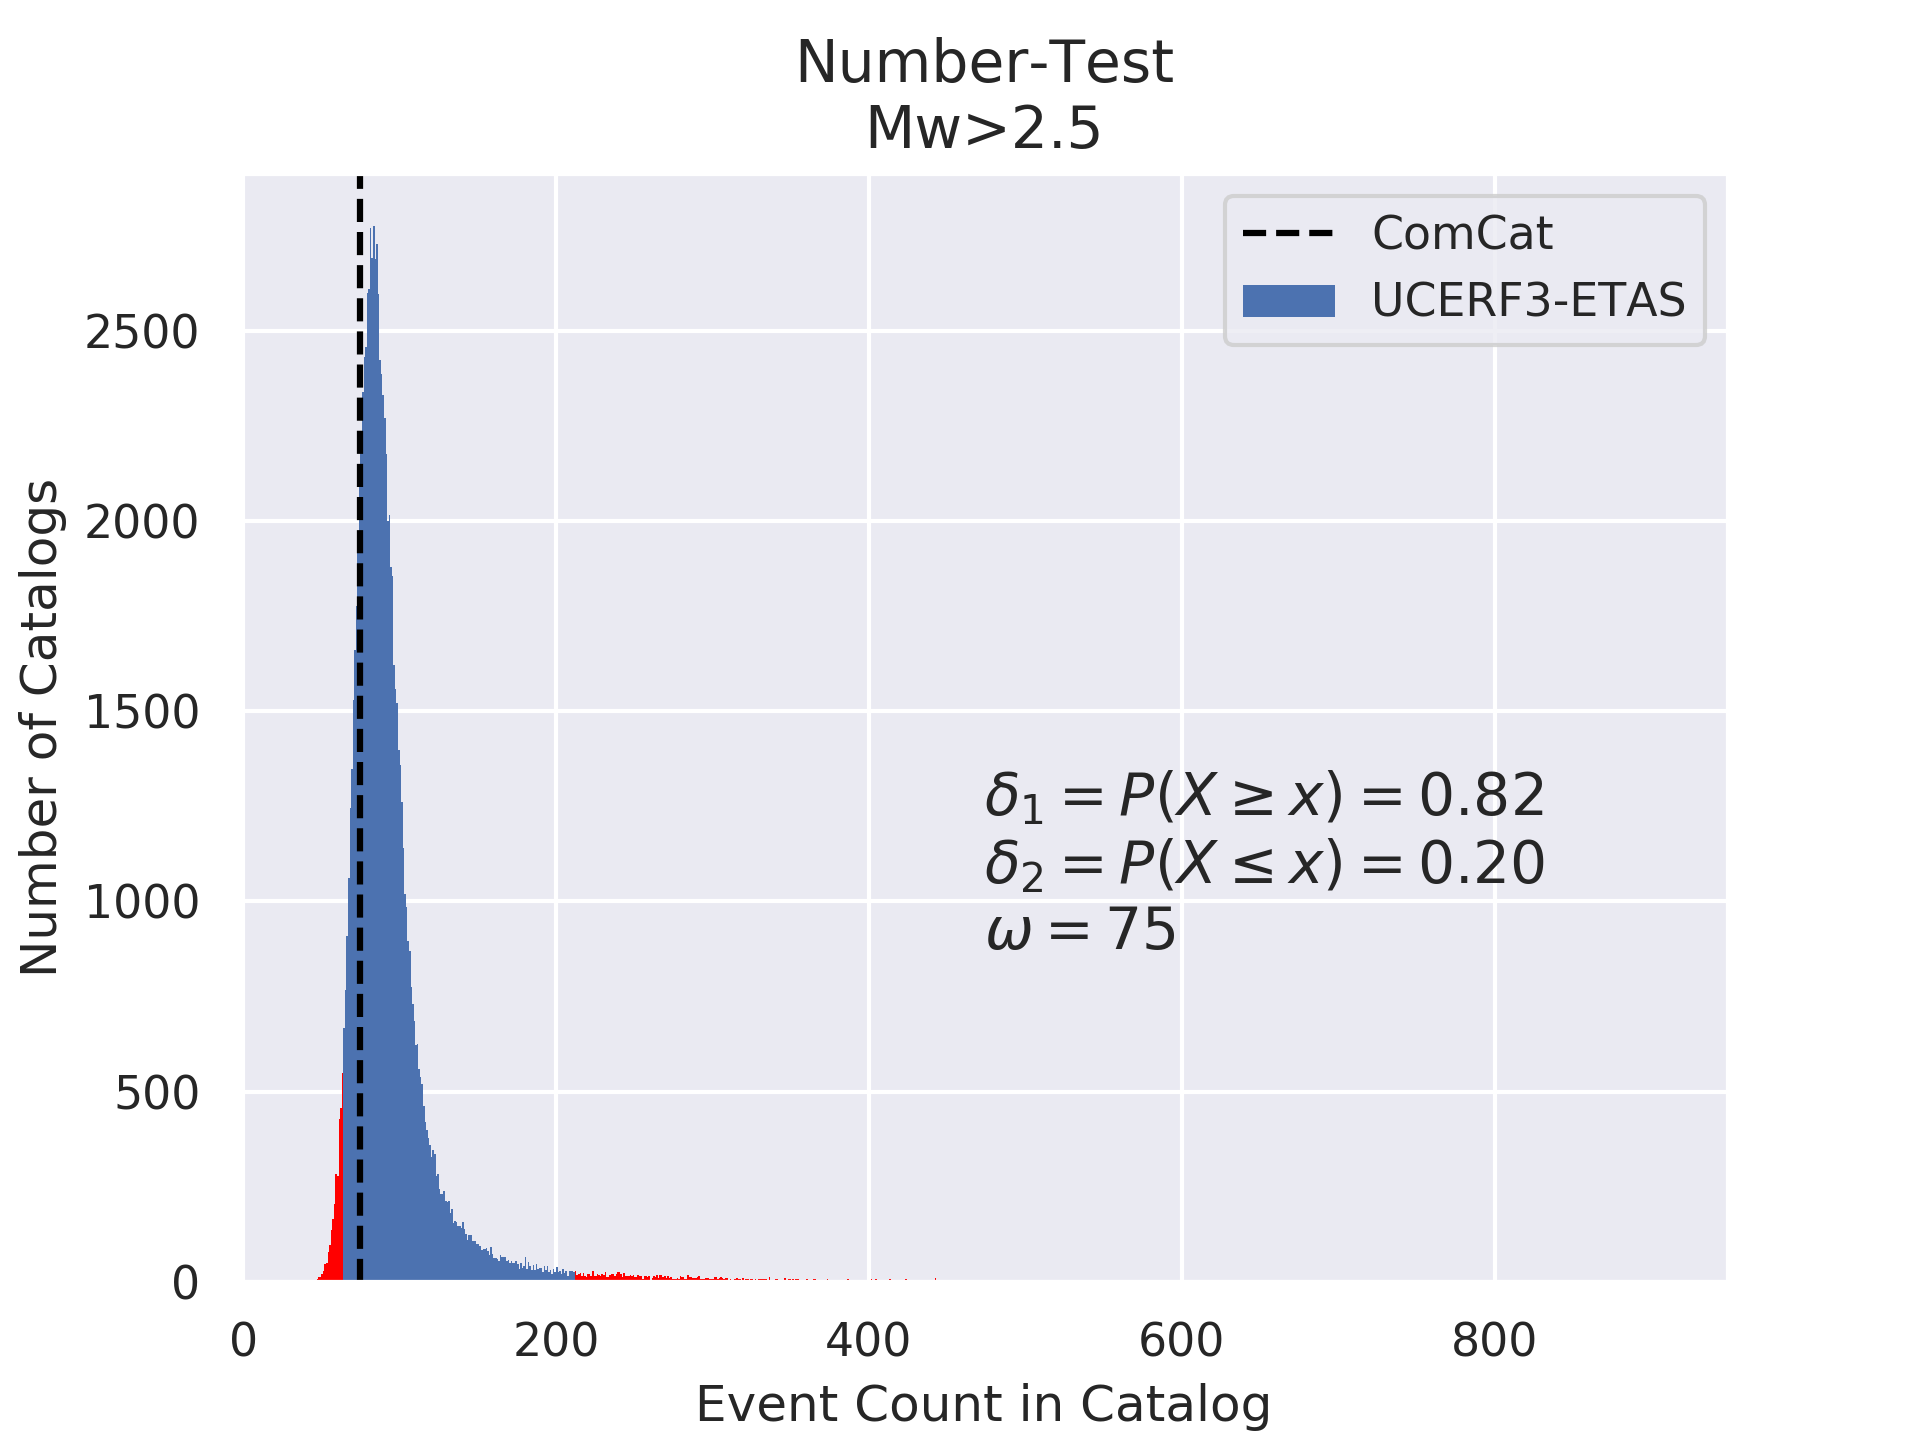 Number-Test
Mw>2.5
ComCat
UCERF3-ETAS
2500
2000
1500
1000
500
0
Number of Catalogs
δ₁ = P(X ≥ x) = 0.82
δ₂ = P(X ≤ x) = 0.20
ω = 75
0 200 400 600 800
Event Count in Catalog